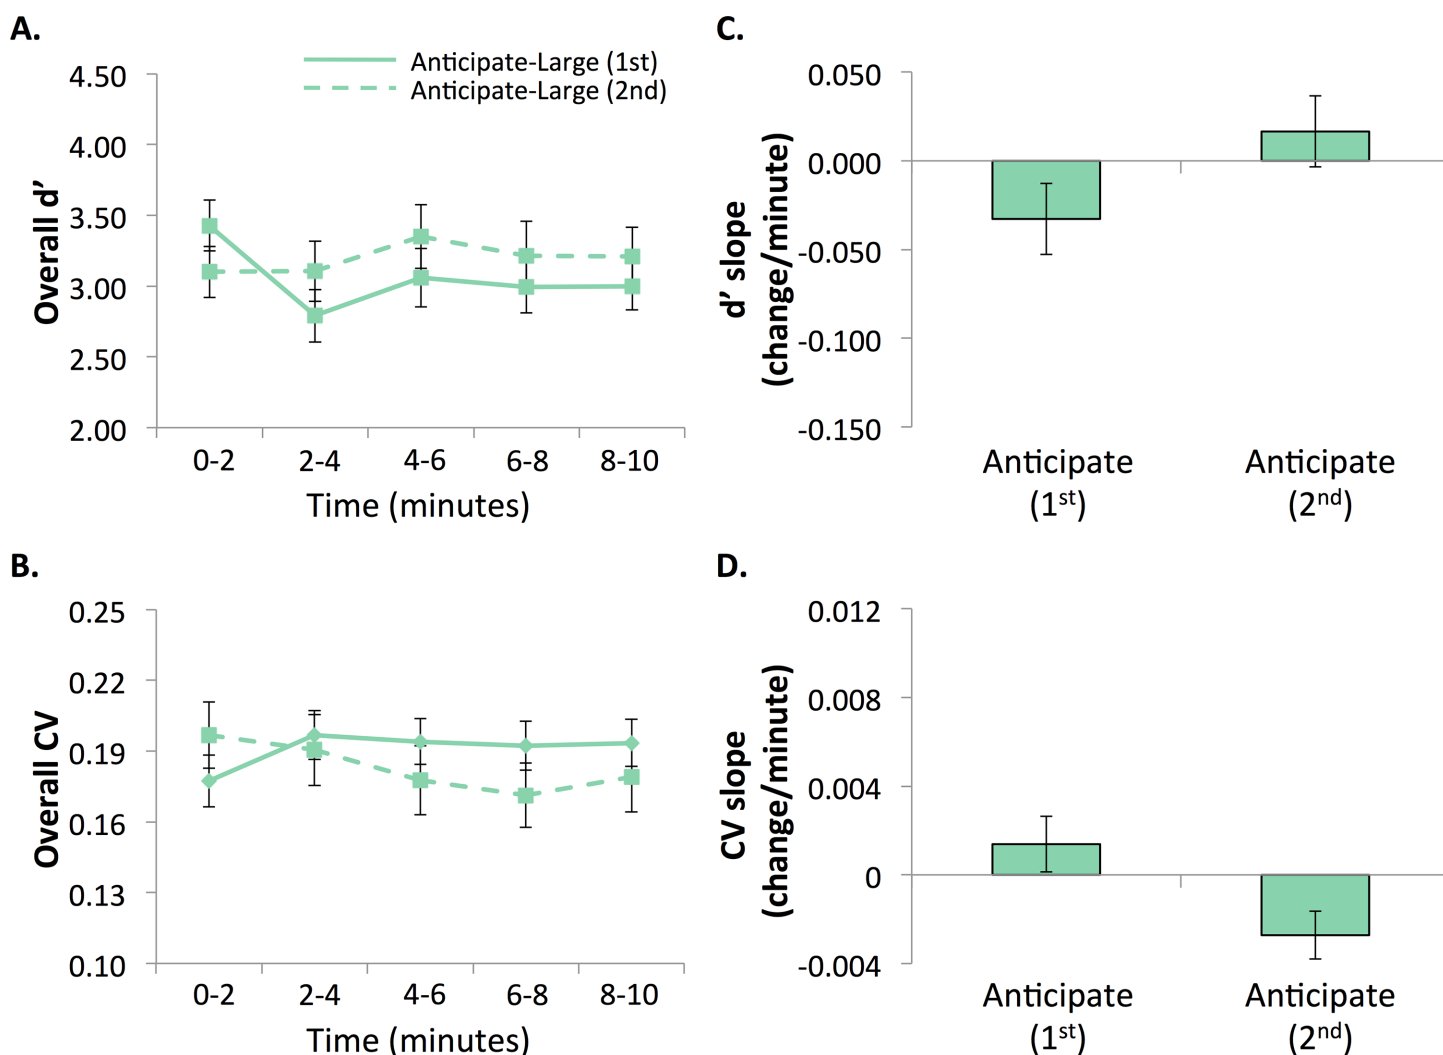 A.
Anticipate-Large (1st)
Anticipate-Large (2nd)
4.50
4.00
3.50
3.00
2.50
2.00
Overall d’
0-2 2-4 4-6 6-8 8-10
Time (minutes)
B.
0.25
0.22
0.19
0.16
0.13
0.10
Overall CV
0-2 2-4 4-6 6-8 8-10
Time (minutes)
C.
0.050
0.000
-0.050
-0.100
-0.150
d’ slope
(change/minute)
Anticipate Anticipate
(1st) (2nd)
D.
0.012
0.008
0.004
0
-0.004
CV slope
(change/minute)
Anticipate Anticipate
(1st) (2nd)